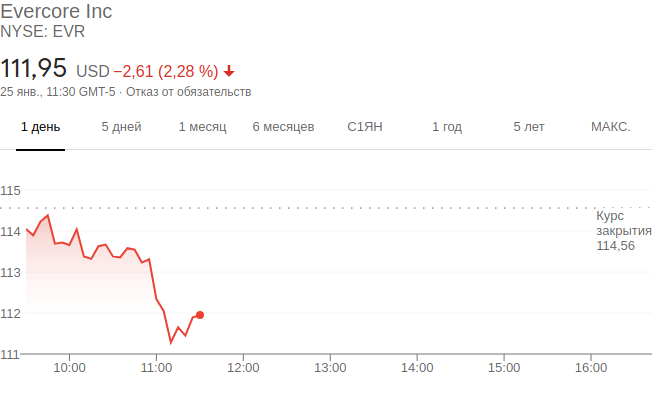 Evercore Inc
NYSE: EVR
111,95 USD −2,61 (2,28 %)
25 янв., 11:30 GMT-5 · Отказ от обязательств
1 день 5 дней 1 месяц 6 месяцев С1ЯН 1 год 5 лет МАКС.
115
Курс
закрытия
114,56
114
113
112
111
10:00 11:00 12:00 13:00 14:00 15:00 16:00